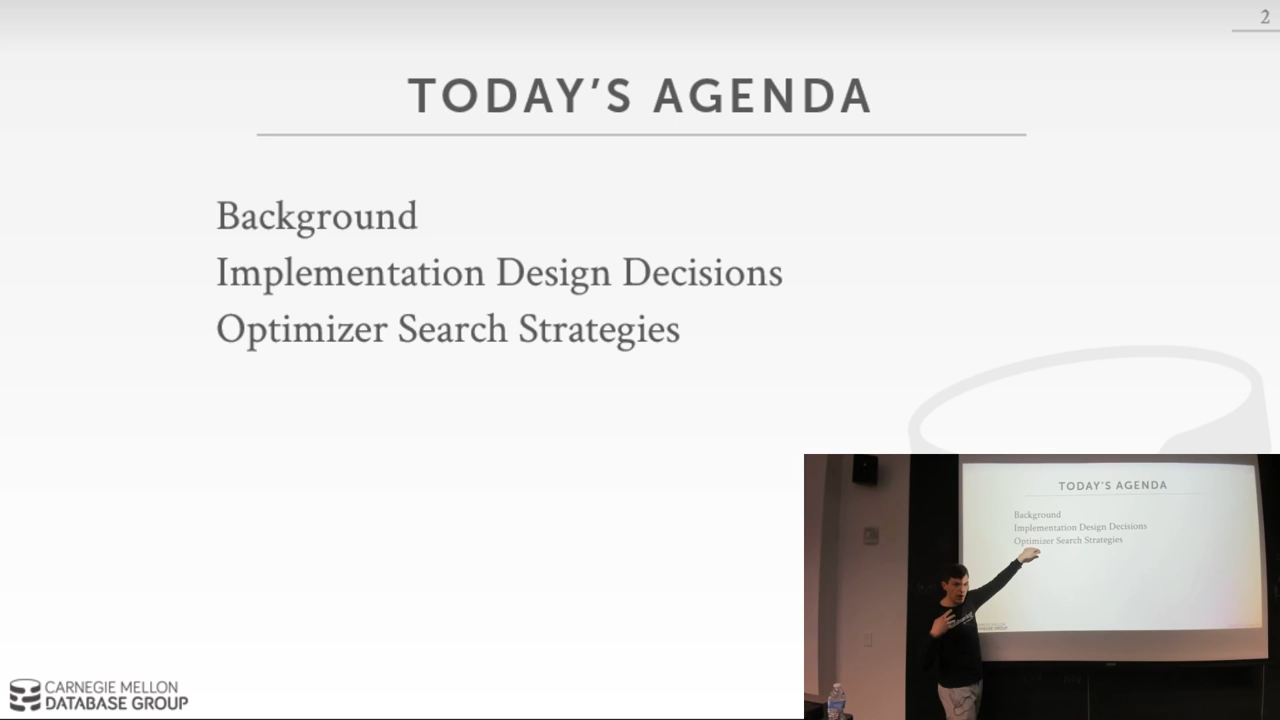 2
TODAY'S AGENDA
Background
Implementation Design Decisions
Optimizer Search Strategies
TODAY'S AGENDA
Background
Implementation Design Decisions
Optimizer Search Strategies
CARNEGIE MELLON
DATABASE GROUP